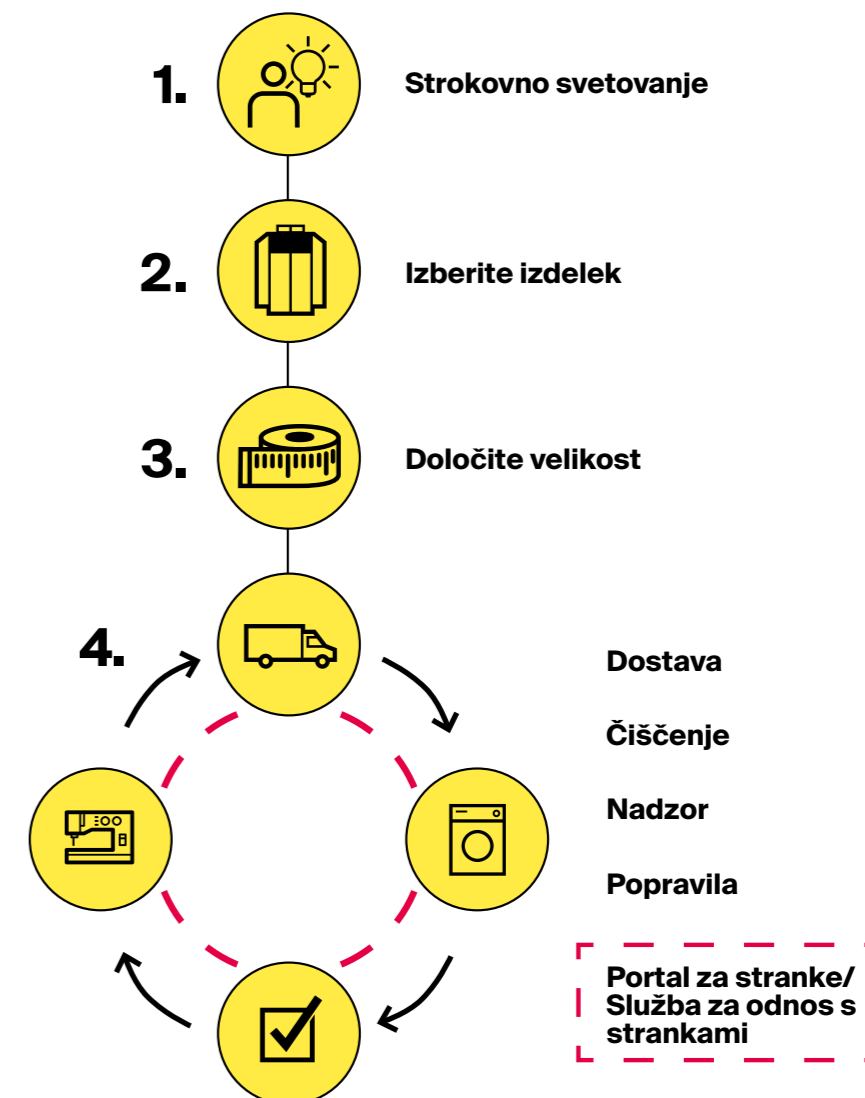 1.
Strokovno svetovanje
2.
Izberite izdelek
3.
Določite velikost
4.
Dostava
Čiščenje
Nadzor
Popravila
Portal za stranke/
Služba za odnos s
strankami